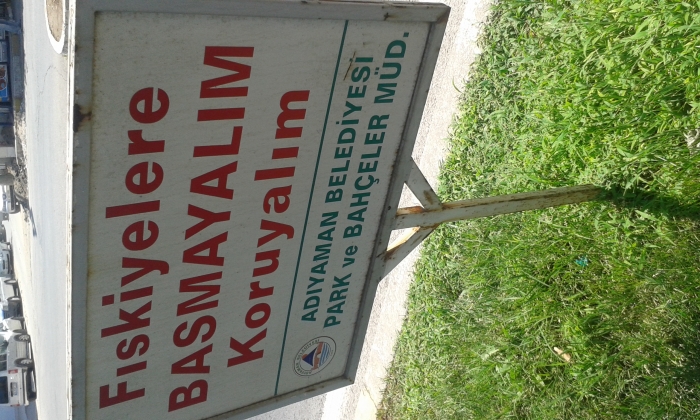 Fıskiyelere
BASMAYALIM
Koruyalım
ADIYAMAN BELEDİYESİ
PARK ve BAHÇELER MÜD.